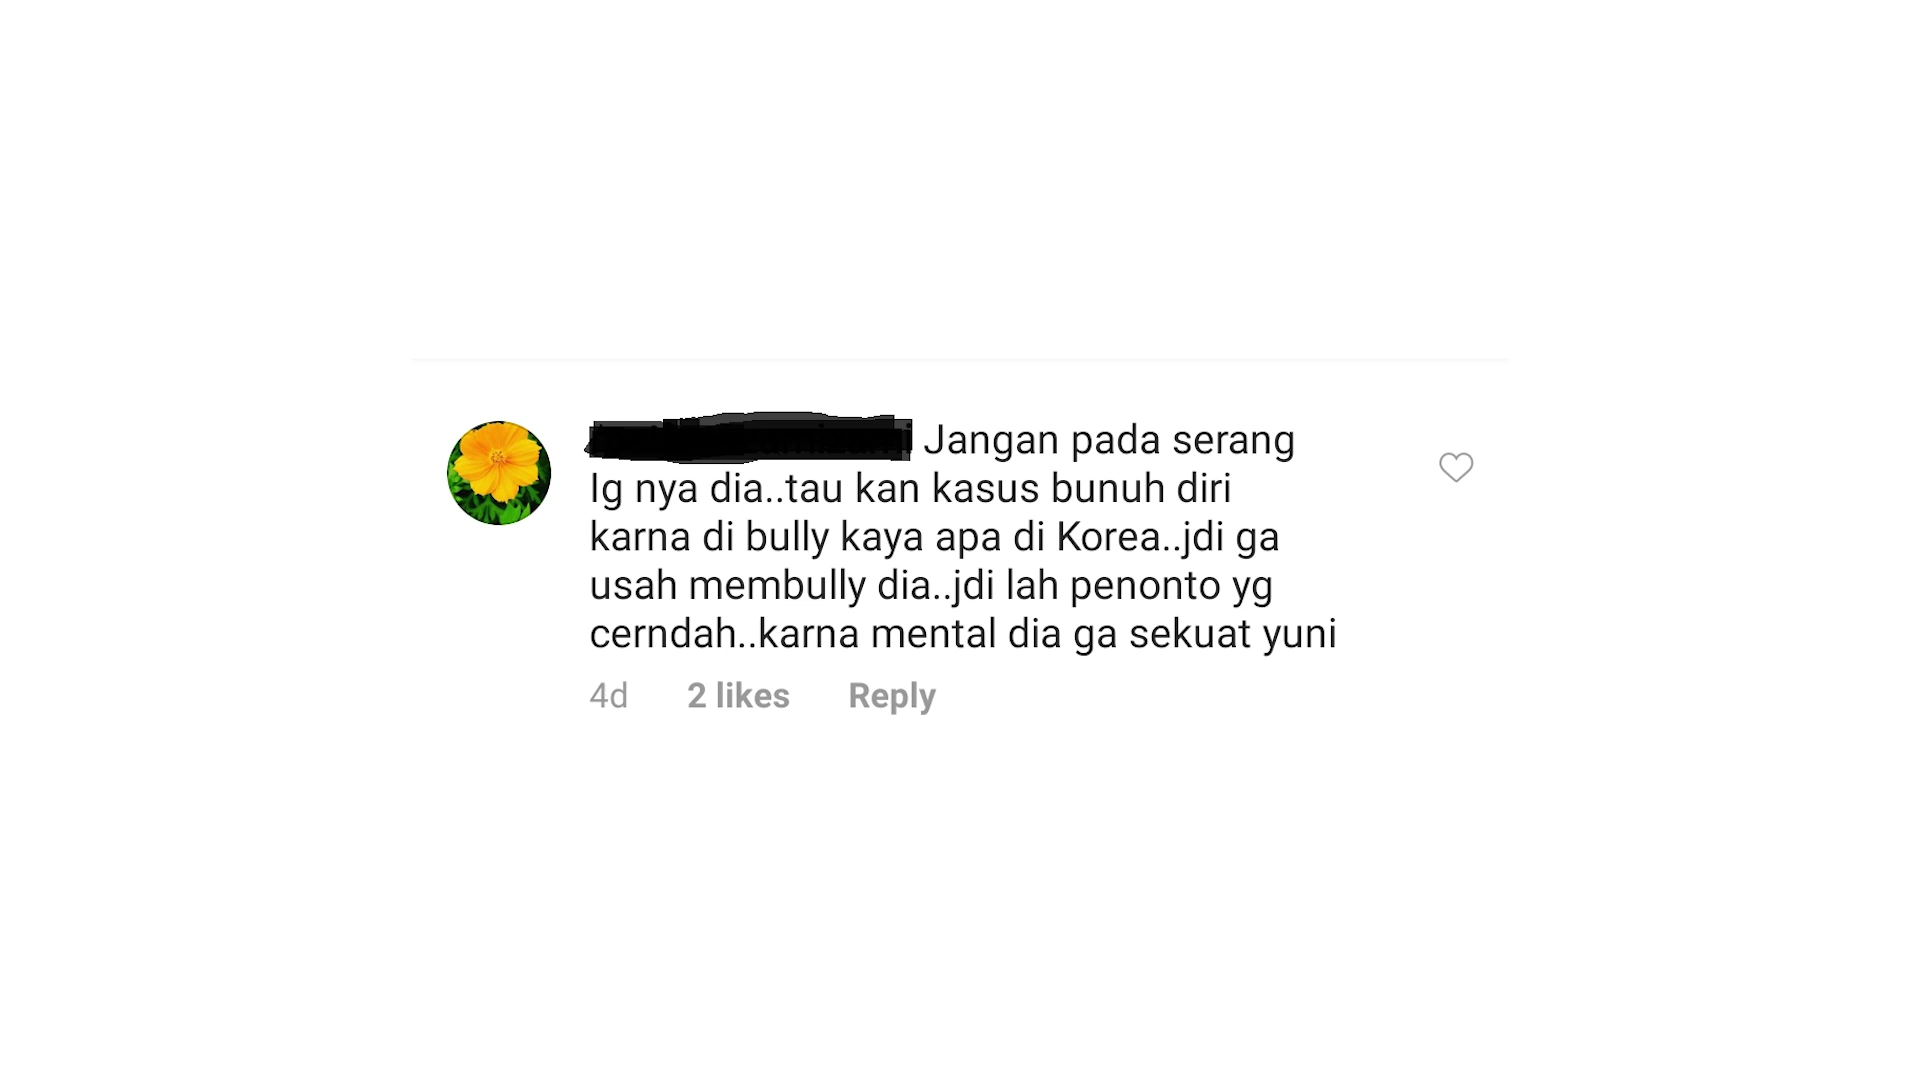 Jangan pada serang
Ig nya dia..tau kan kasus bunuh diri
karna di bully kaya apa di Korea..jdi ga
usah membully dia..jdi lah penonto yg
cerndah..karna mental dia ga sekuat yuni
4d 2 likes Reply